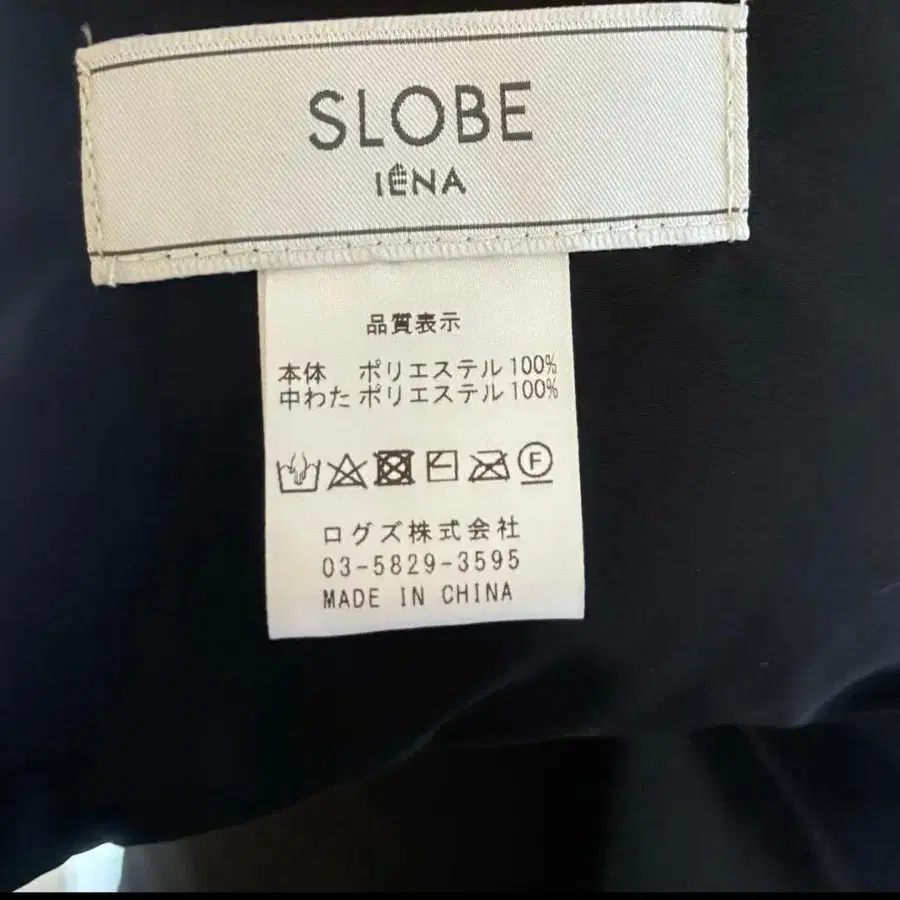 SLOBE
IÉNA
品質表示
本体 ポリエステル100%
中わた ポリエステル100%
F
ログズ株式会社
03-5829-3595
MADE IN CHINA